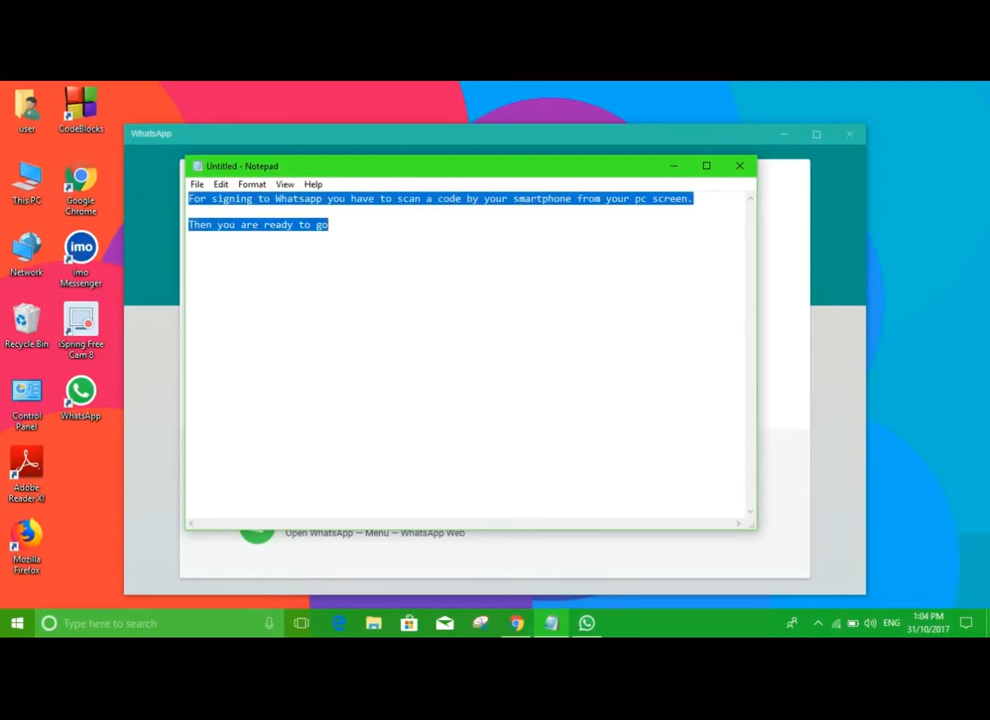 user
CodeBlocks
This PC
Google
Chrome
Network
imo
Imo
Messenger
Recycle Bin
iSpring Free
Cam 8
Control
Panel
WhatsApp
Adobe
Reader XI
Mozilla
Firefox
WhatsApp
Untitled - Notepad
File Edit Format View Help
For signing to Whatsapp you have to scan a code by your smartphone from your pc screen.
Then you are ready to go
Open WhatsApp — Menu — WhatsApp Web
Type here to search
ENG
1:04 PM
31/10/2017